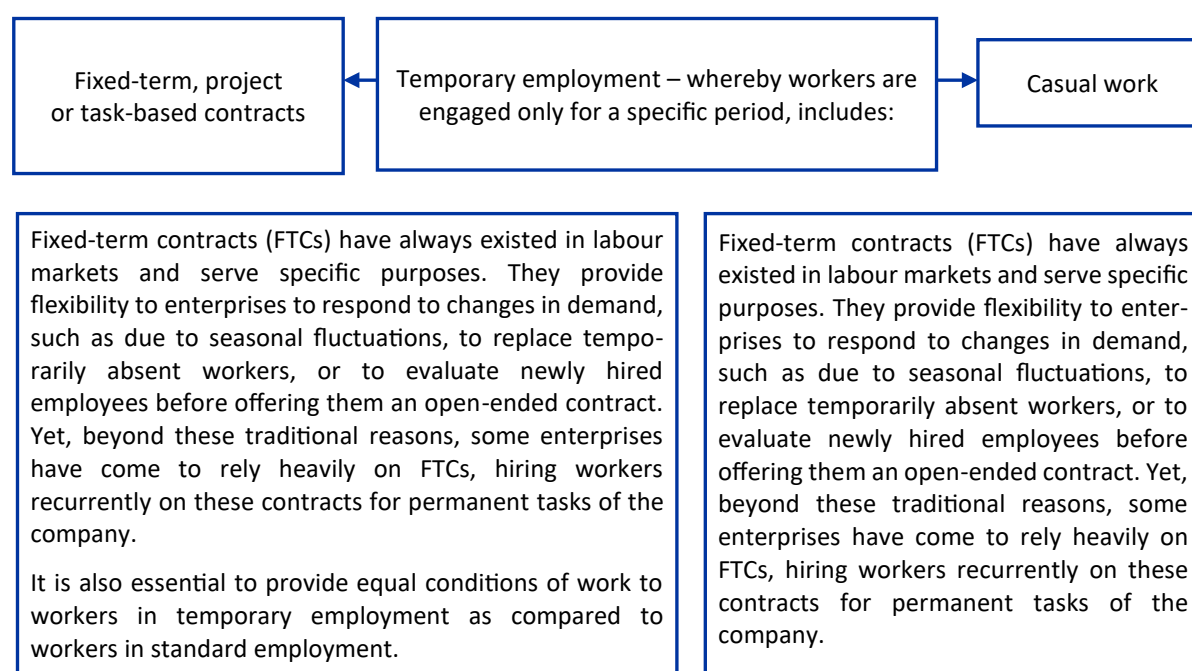 Fixed-term, project
or task-based contracts
Temporary employment – whereby workers are
engaged only for a specific period, includes:
Casual work
Fixed-term contracts (FTCs) have always existed in labour
markets and serve specific purposes. They provide
flexibility to enterprises to respond to changes in demand,
such as due to seasonal fluctuations, to replace tempo-
rarily absent workers, or to evaluate newly hired
employees before offering them an open-ended contract.
Yet, beyond these traditional reasons, some enterprises
have come to rely heavily on FTCs, hiring workers
recurrently on these contracts for permanent tasks of the
company.
It is also essential to provide equal conditions of work to
workers in temporary employment as compared to
workers in standard employment.
Fixed-term contracts (FTCs) have always
existed in labour markets and serve specific
purposes. They provide flexibility to enter-
prises to respond to changes in demand,
such as due to seasonal fluctuations, to
replace temporarily absent workers, or to
evaluate newly hired employees before
offering them an open-ended contract. Yet,
beyond these traditional reasons, some
enterprises have come to rely heavily on
FTCs, hiring workers recurrently on these
contracts for permanent tasks of the
company.